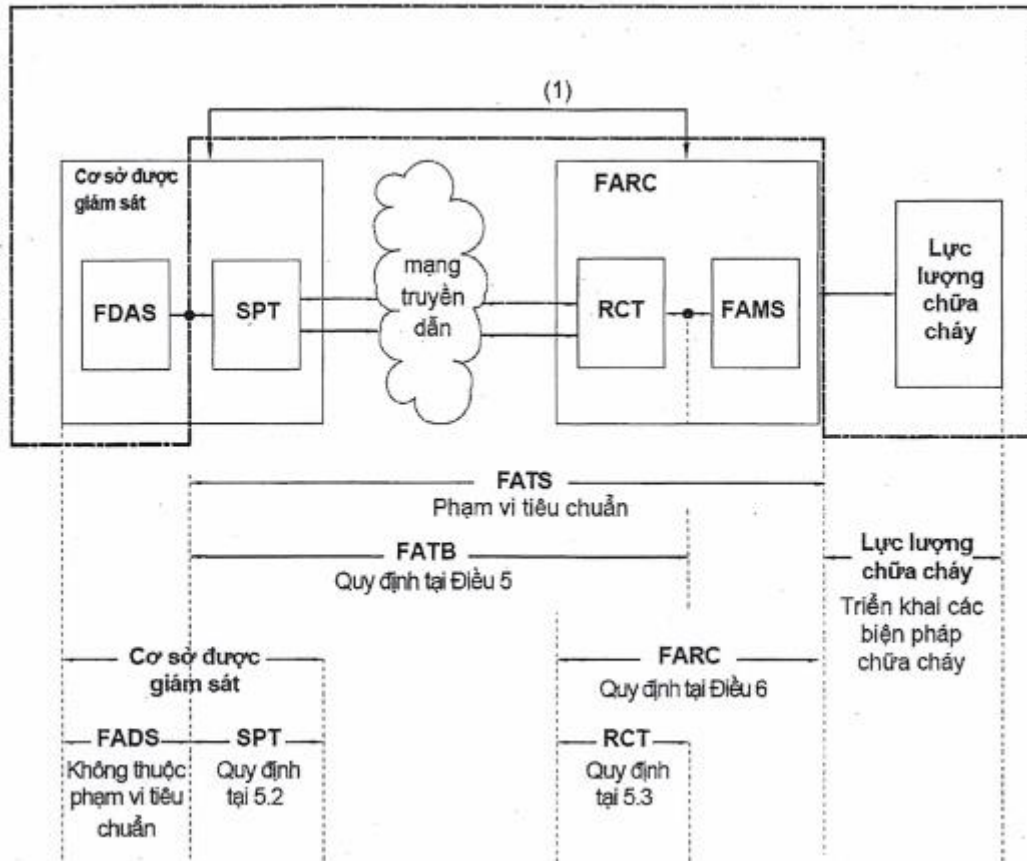 (1)
Cơ sở được
giám sát
FARC
FDAS
SPT
mạng
truyền
dẫn
RCT
FAMS
Lực
lượng
chữa
cháy
FATS
Phạm vi tiêu chuẩn
FATB
Quy định tại Điều 5
Lực lượng
chữa cháy
Triển khai các
biện pháp
chữa cháy
Cơ sở được
giám sát
FARC
Quy định tại Điều 6
FADS
Không thuộc
phạm vi tiêu
chuẩn
SPT
Quy định
tại 5.2
RCT
Quy định
tại 5.3